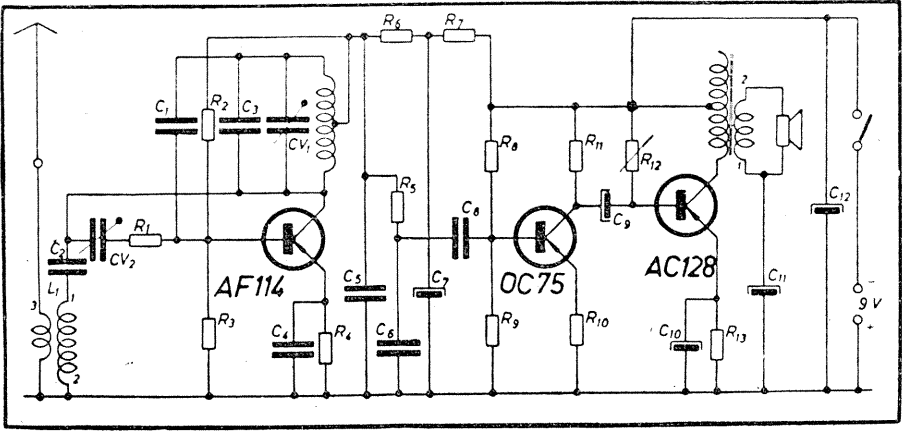 R6
R7
C1
R2
C3
CV1
2
R8
R11
R12
1
C12
R5
C8
C9
C2
CV2
R1
AF114
C5
C7
OC75
AC128
C11
-
9 V
+
L1
1
3
2
R3
C4
R4
C6
R9
R10
C10
R13